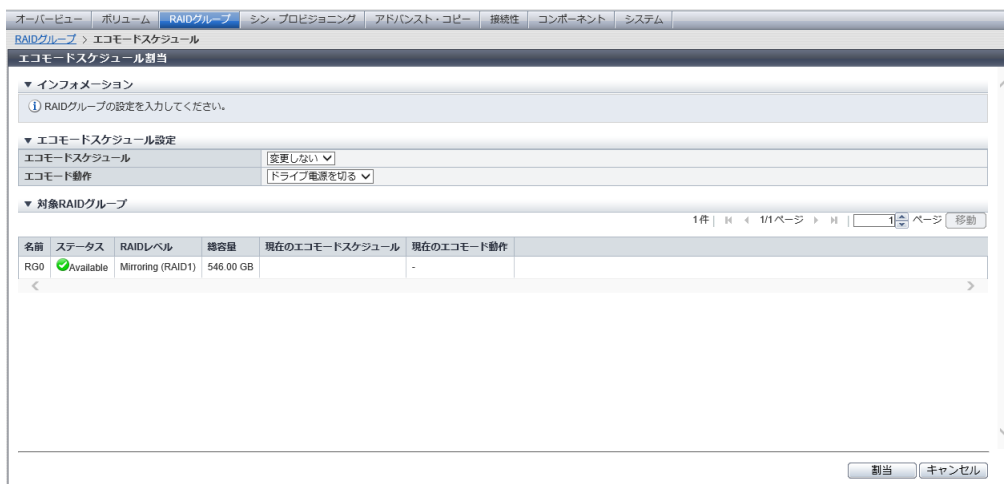 オーバービュー ボリューム RAIDグループ シン・プロビジョニング アドバンスト・コピー 接続性 コンポーネント システム
RAIDグループ > エコモードスケジュール
エコモードスケジュール割当
▼ インフォメーション
RAIDグループの設定を入力してください。
▼ エコモードスケジュール設定
エコモードスケジュール 変更しない
エコモード動作 ドライブ電源を切る
▼ 対象RAIDグループ
1件 | 1/1ページ | 1 ページ 移動
名前 ステータス RAIDレベル 総容量 現在のエコモードスケジュール 現在のエコモード動作
RG0 Available Mirroring (RAID1) 546.00 GB -
割当 キャンセル